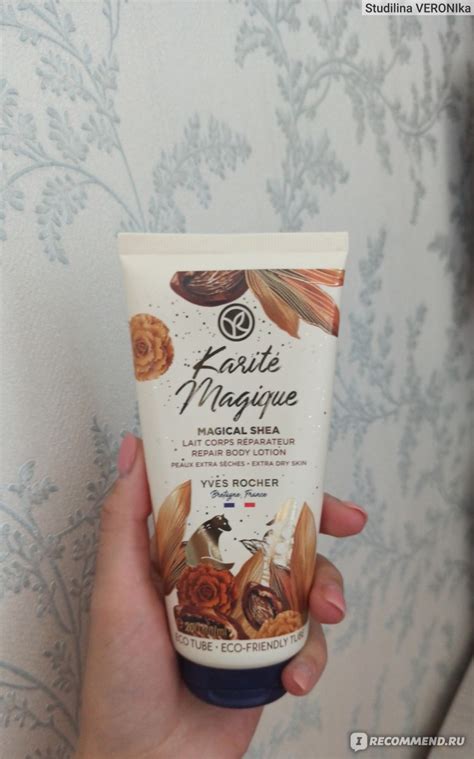 Studilina VERONIka
YR
Karité
Magique
MAGICAL SHEA
LAIT CORPS RÉPARATEUR
REPAIR BODY LOTION
PEAUX EXTRA SÈCHES • EXTRA DRY SKIN
YVES ROCHER
Bretagne, France
ECO TUBE • ECO-FRIENDLY TUBE
I RECOMMEND.RU